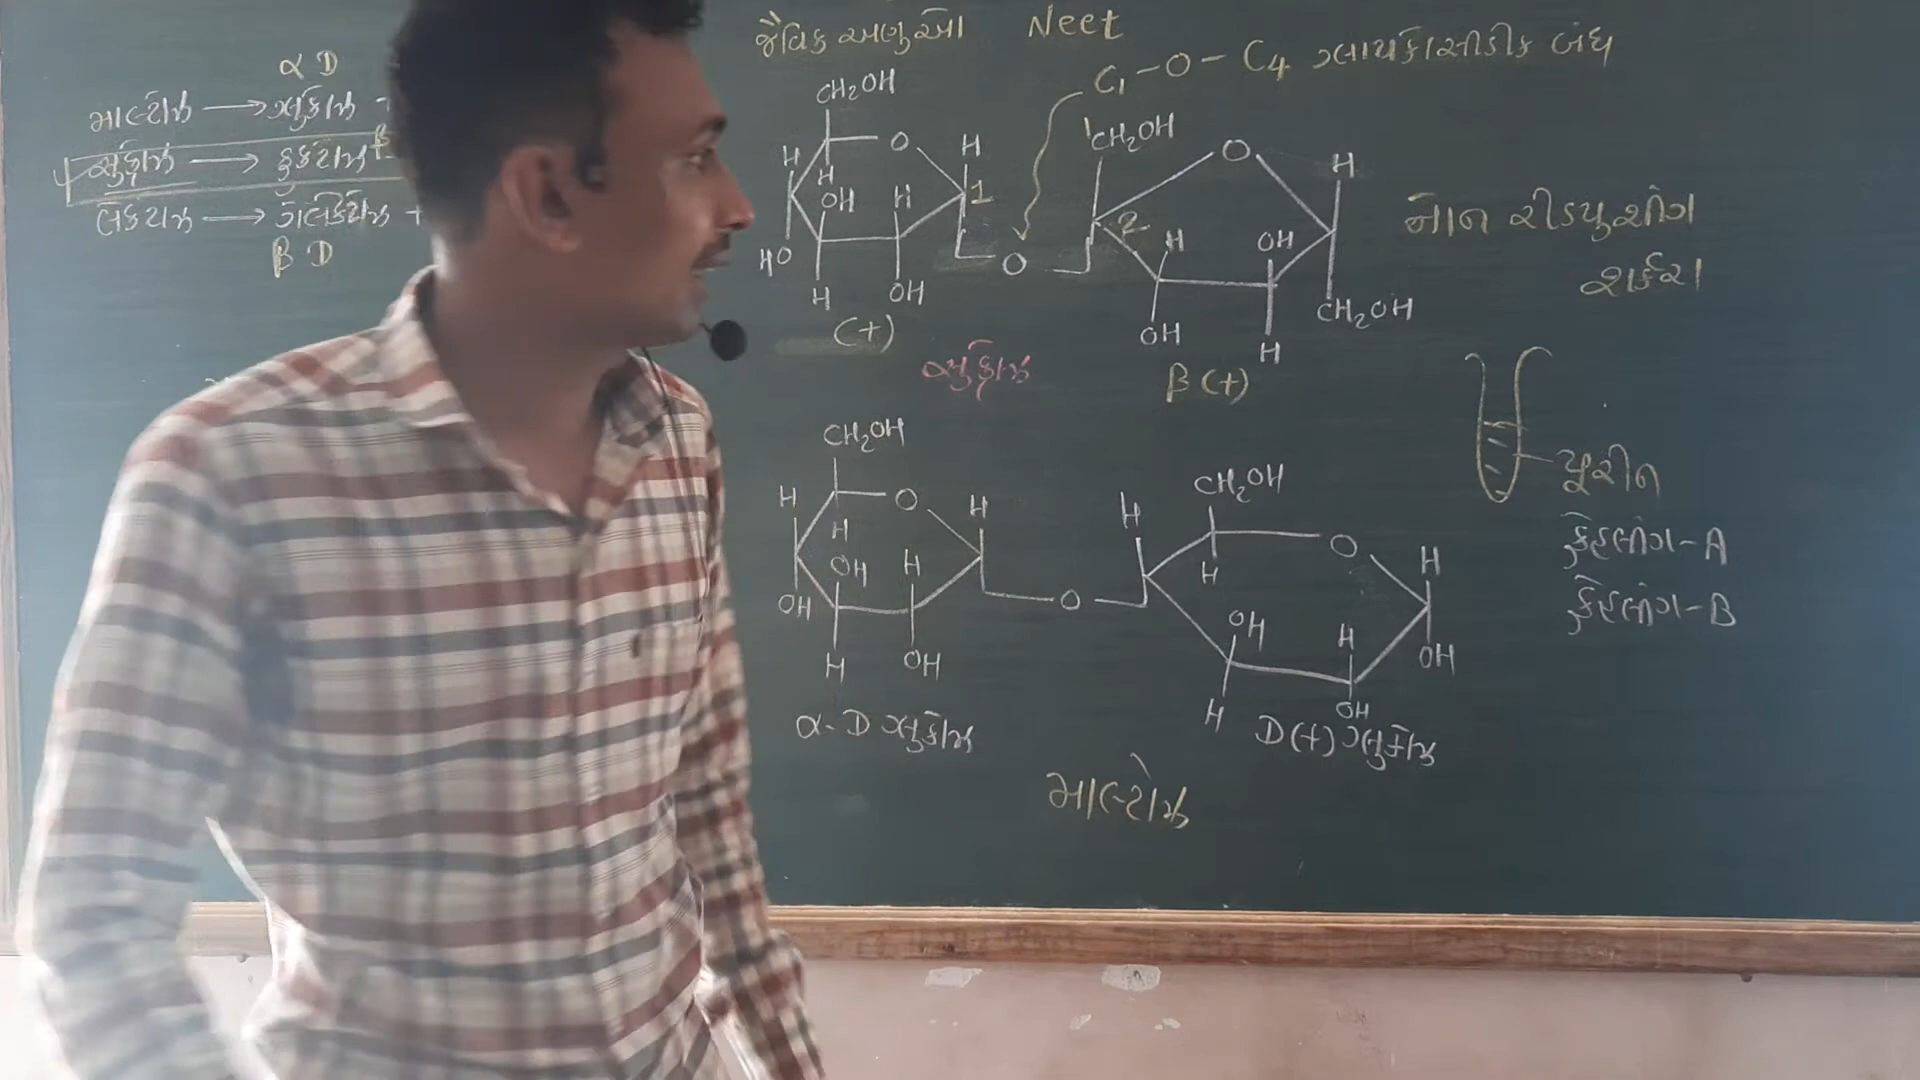 જૈવિક અણુઓ Neet
C1-O-C4 ગ્લાયકોસીડીક બંધ
α D
માલ્ટોઝ → ગ્લુકોઝ +
સુક્રોઝ → ફ્રુક્ટોઝ +
β
લેક્ટોઝ → ગેલેક્ટોઝ +
β D
CH2OH
O
H
H
H
OH
H
1
HO
H
OH
O
(+)
CH2OH
O
H
2
H
OH
OH
H
CH2OH
β (+)
સુક્રોઝ
નોન રીડયુશીંગ
શર્કરા
યૂરીન
ફેહલીંગ-A
ફેહલીંગ-B
CH2OH
H
O
H
H
OH
H
OH
H
OH
O
α-D ગ્લુકોઝ
CH2OH
H
O
H
H
OH
H
OH
H
OH
D(+) ગ્લુકોઝ
માલ્ટોઝ